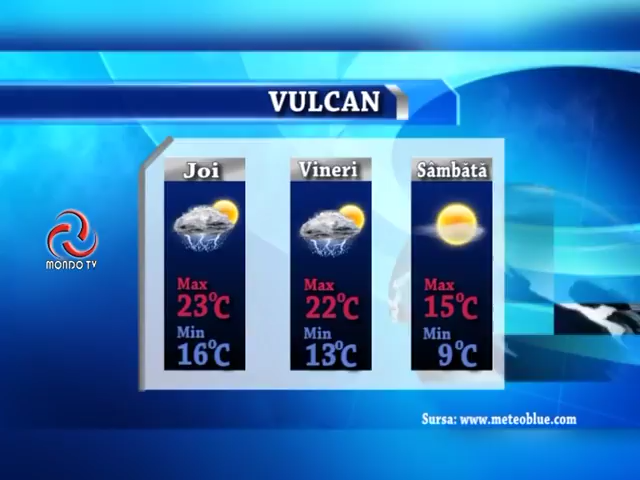 VULCAN
Joi
Vineri
Sâmbătă
Max
23°C
Min
16°C
Max
22°C
Min
13°C
Max
15°C
Min
9°C
MONDO TV
Sursa: www.meteoblue.com